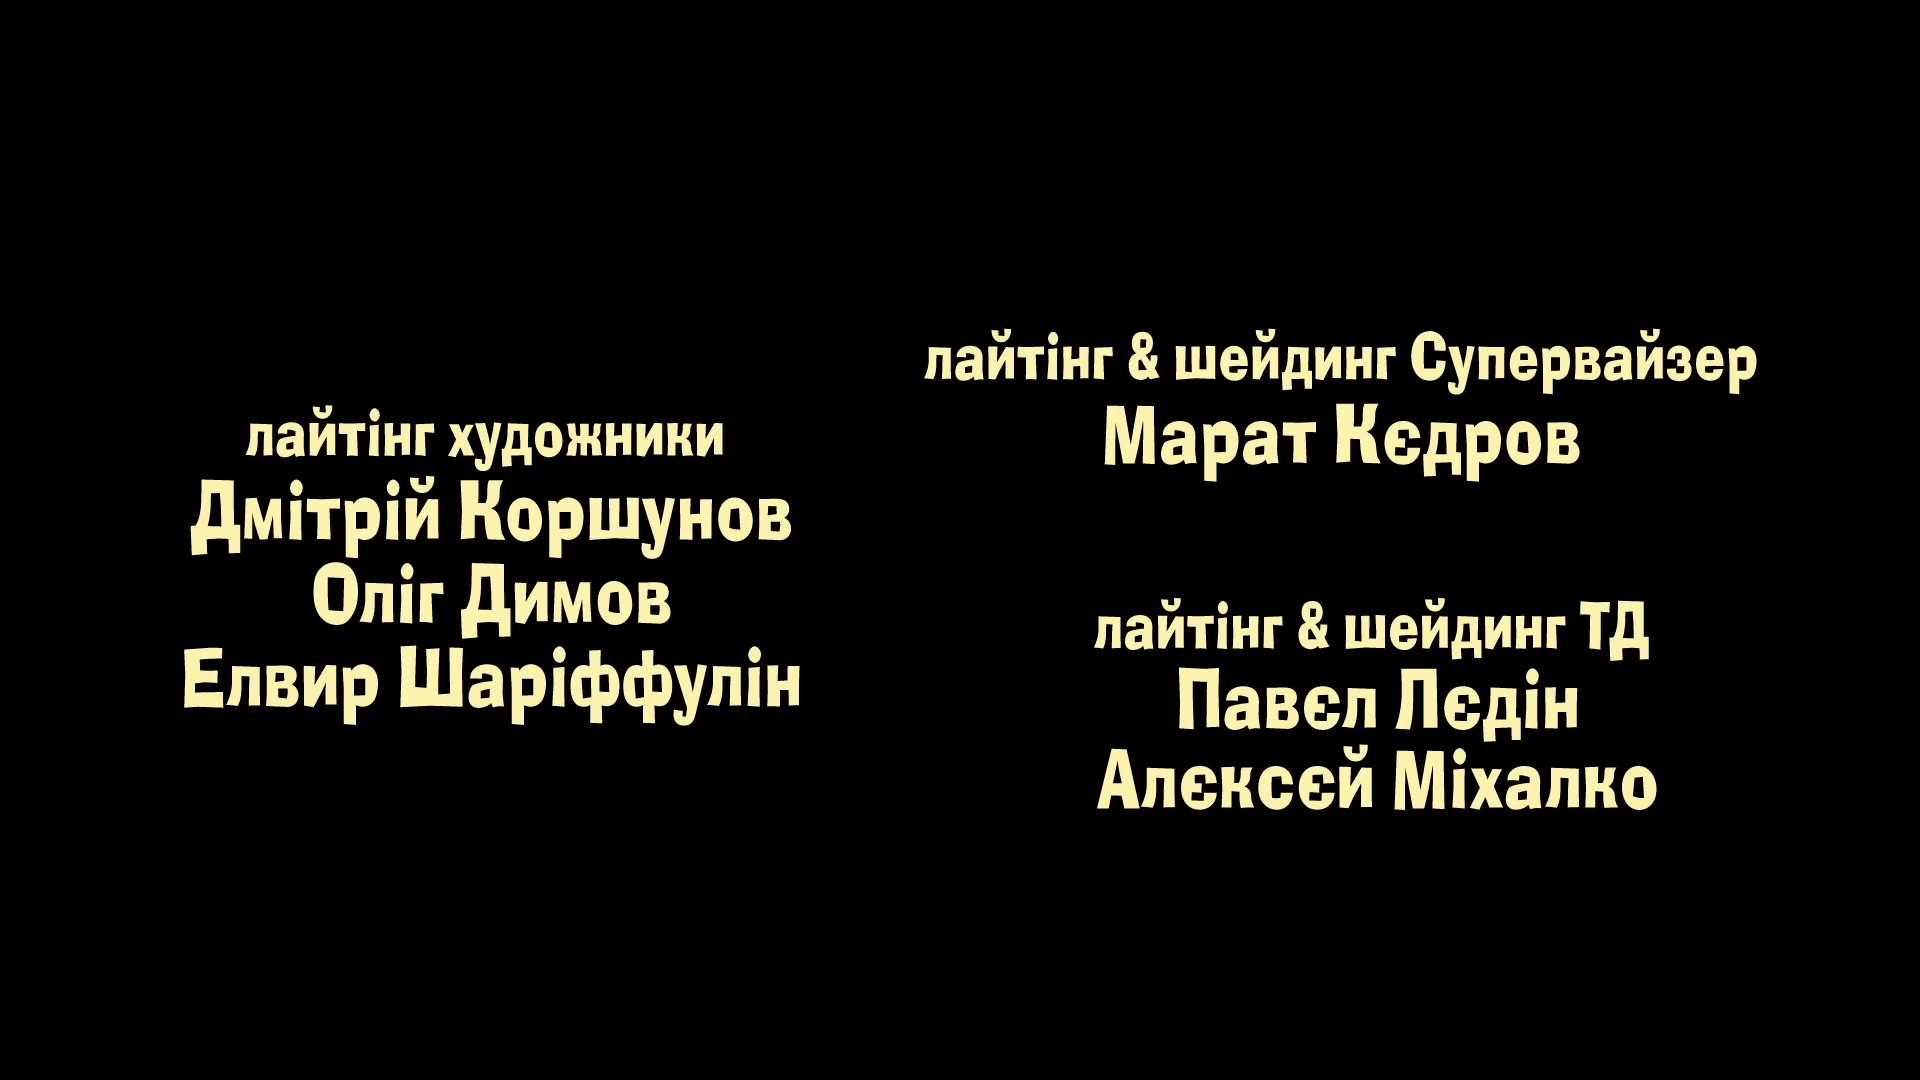 лайтінг художники
Дмітрій Коршунов
Оліг Димов
Елвир Шаріффулін
лайтінг & шейдинг Супервайзер
Марат Кєдров
лайтінг & шейдинг ТД
Павєл Лєдін
Алєксєй Міхалко